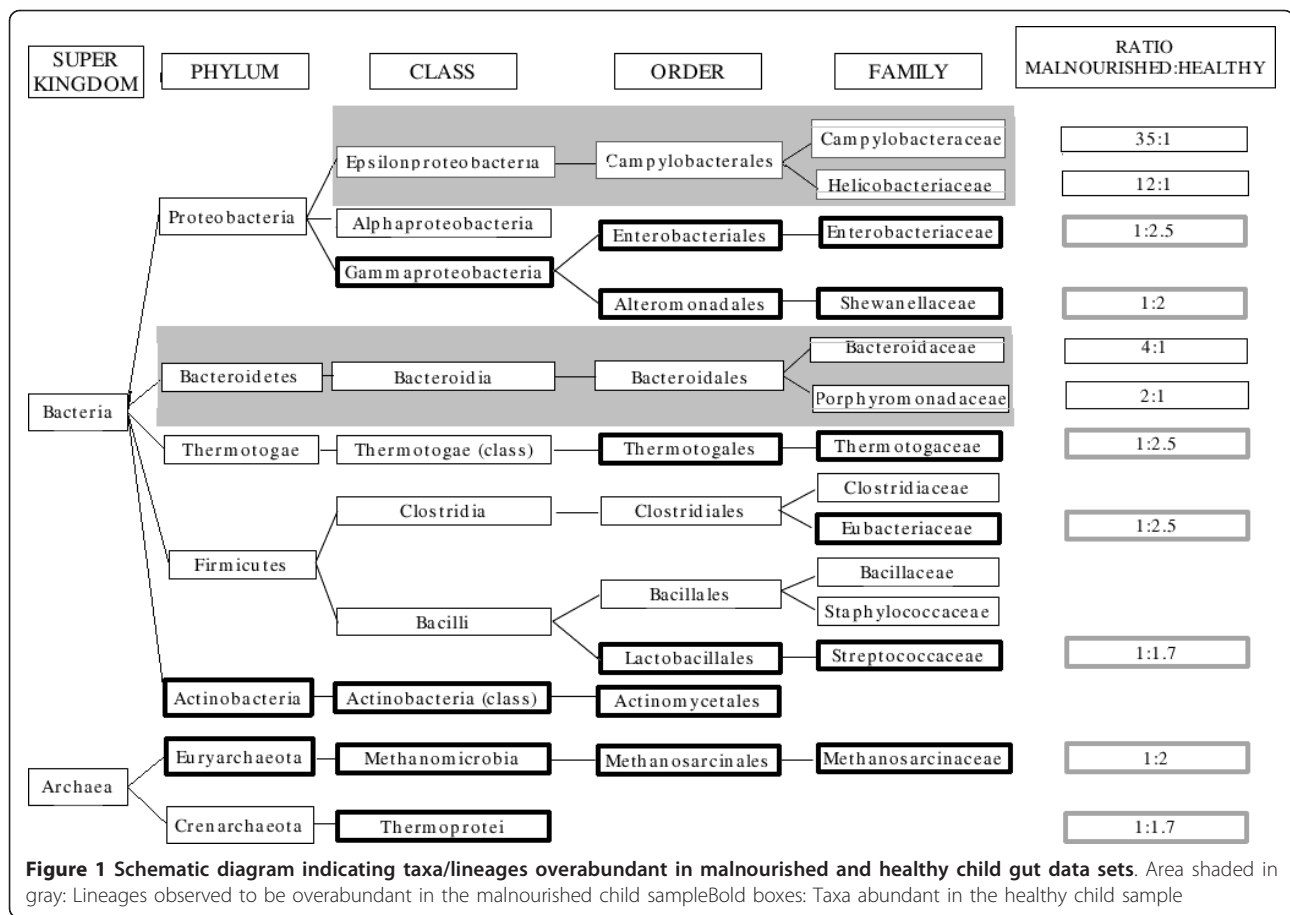 SUPER
KINGDOM
PHYLUM
CLASS
ORDER
FAMILY
RATIO
MALNOURISHED:HEALTHY
Campylobacteraceae
35:1
Epsilonproteobacteria
Campylobacterales
Helicobacteriaceae
12:1
Proteobacteria
Alphaproteobacteria
Enterobacteriales
Enterobacteriaceae
1:2.5
Gammaproteobacteria
Alteromonadales
Shewanellaceae
1:2
Bacteroidaceae
4:1
Bacteroidetes
Bacteroidia
Bacteroidales
Porphyromonadaceae
2:1
Bacteria
Thermotogae
Thermotogae (class)
Thermotogales
Thermotogaceae
1:2.5
Clostridiaceae
Clostridia
Clostridiales
Eubacteriaceae
1:2.5
Firmicutes
Bacillaceae
Bacillales
Staphylococcaceae
Bacilli
Lactobacillales
Streptococcaceae
1:1.7
Actinobacteria
Actinobacteria (class)
Actinomycetales
Euryarchaeota
Methanomicrobia
Methanosarcinales
Methanosarcinaceae
1:2
Archaea
Crenarchaeota
Thermoprotei
1:1.7
Figure 1 Schematic diagram indicating taxa/lineages overabundant in malnourished and healthy child gut data sets. Area shaded in
gray: Lineages observed to be overabundant in the malnourished child sampleBold boxes: Taxa abundant in the healthy child sample